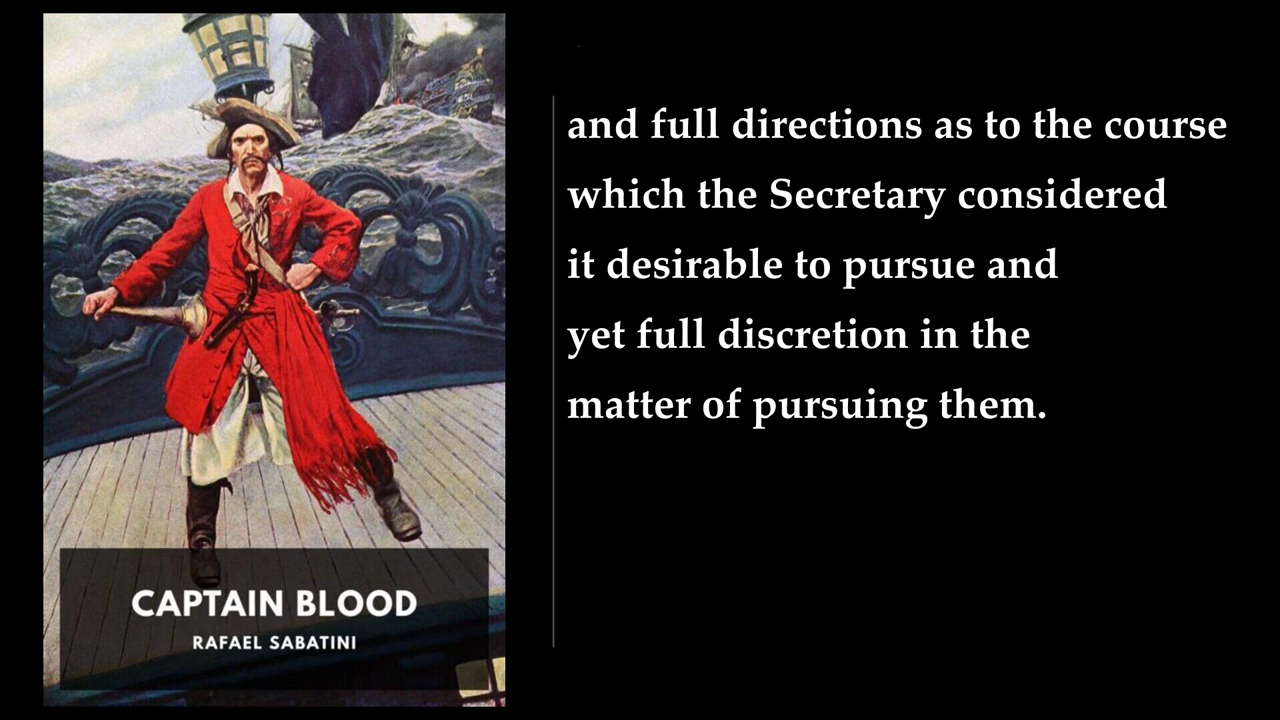 and full directions as to the course
which the Secretary considered
it desirable to pursue and
yet full discretion in the
matter of pursuing them.
CAPTAIN BLOOD
RAFAEL SABATINI